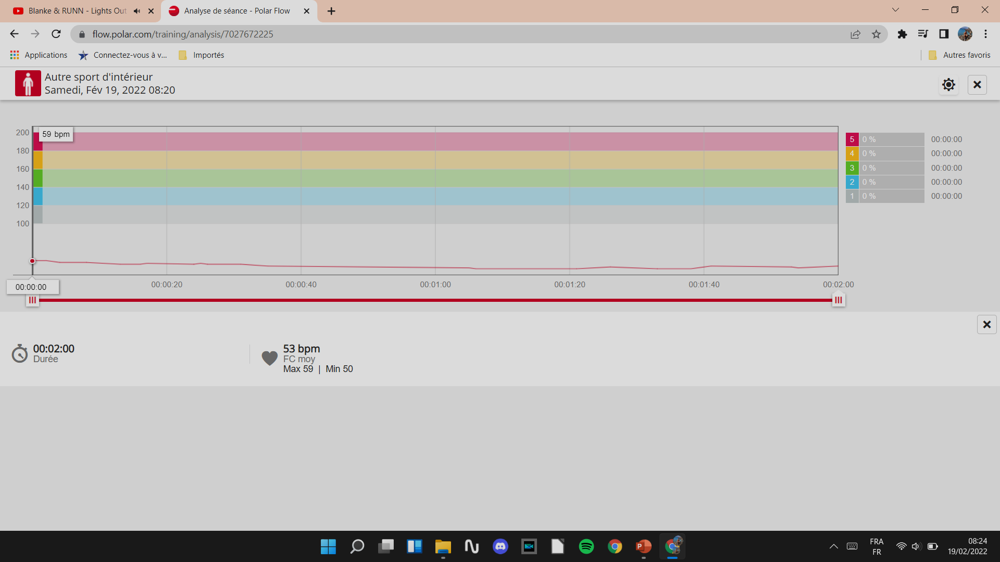 Blanke & RUNN - Lights Out
Analyse de séance - Polar Flow
flow.polar.com/training/analysis/7027672225
Applications
Connectez-vous à v...
Importés
Autres favoris
Autre sport d'intérieur
Samedi, Fév 19, 2022 08:20
200
180
160
140
120
100
59 bpm
5 0 % 00:00:00
4 0 % 00:00:00
3 0 % 00:00:00
2 0 % 00:00:00
1 0 % 00:00:00
00:00:00
00:00:20
00:00:40
00:01:00
00:01:20
00:01:40
00:02:00
00:02:00
Durée
53 bpm
FC moy
Max 59 | Min 50
FRA
FR
08:24
19/02/2022